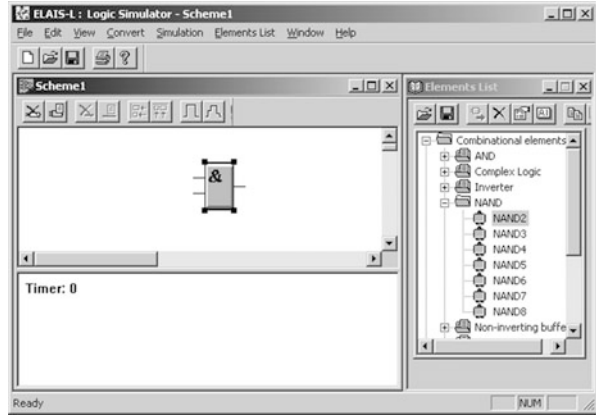 ELAIS-L : Logic Simulator - Scheme1
File Edit View Convert Simulation Elements List Window Help
Scheme1
&
Timer: 0
Elements List
Combinational elements
AND
Complex Logic
Inverter
NAND
NAND2
NAND3
NAND4
NAND5
NAND6
NAND7
NAND8
Non-inverting buffe
Ready
NUM